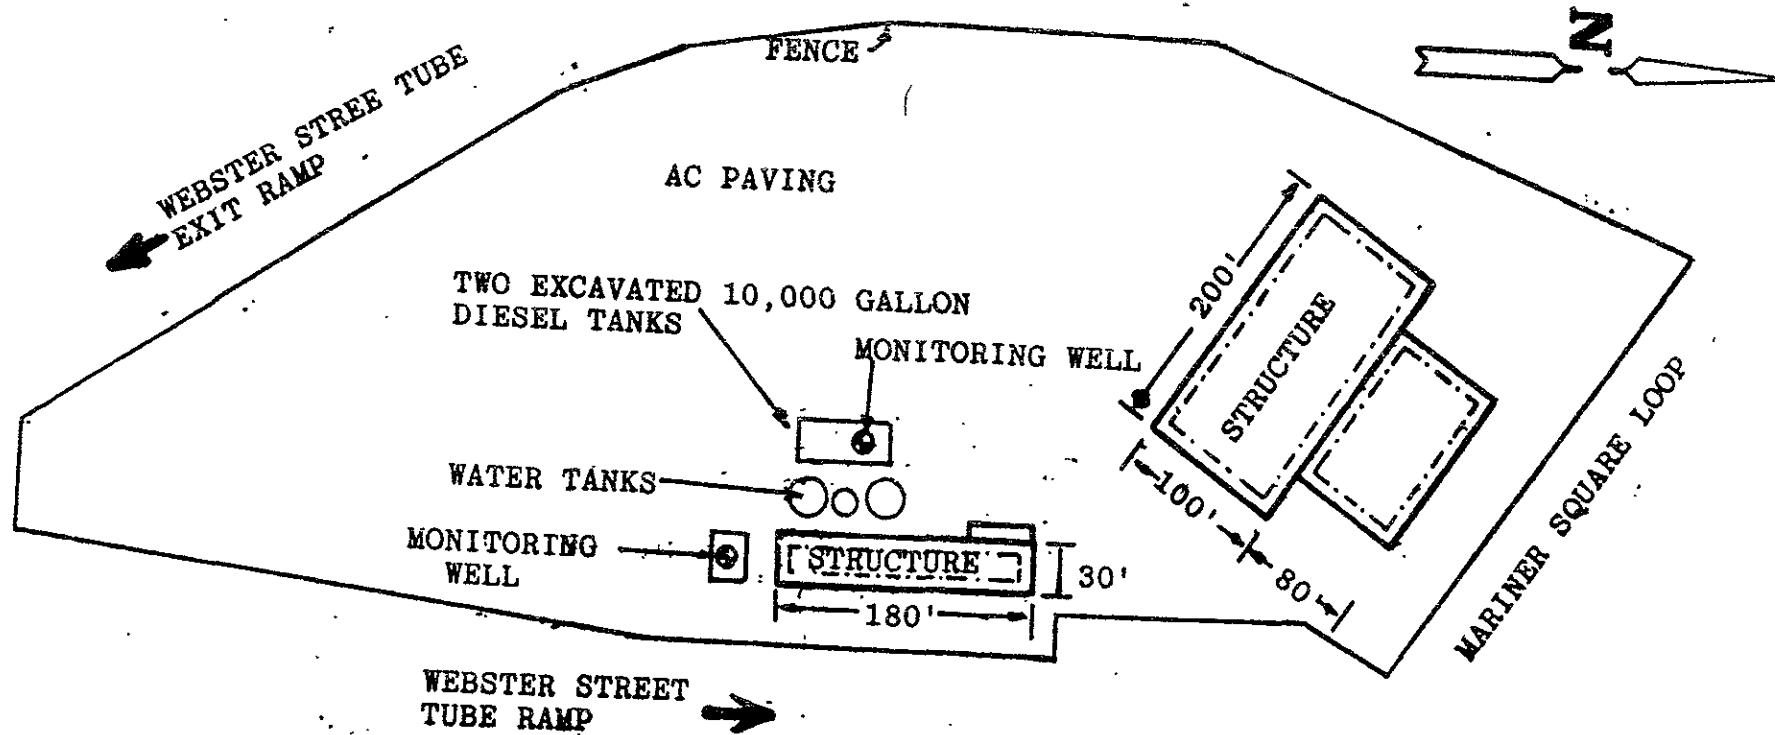 FENCE
N
WEBSTER STREE TUBE
EXIT RAMP
AC PAVING
TWO EXCAVATED 10,000 GALLON
DIESEL TANKS
MONITORING WELL
200'
STRUCTURE
WATER TANKS
MONITORING
WELL
STRUCTURE
30'
180'
100'
80'
MARINER SQUARE LOOP
WEBSTER STREET
TUBE RAMP